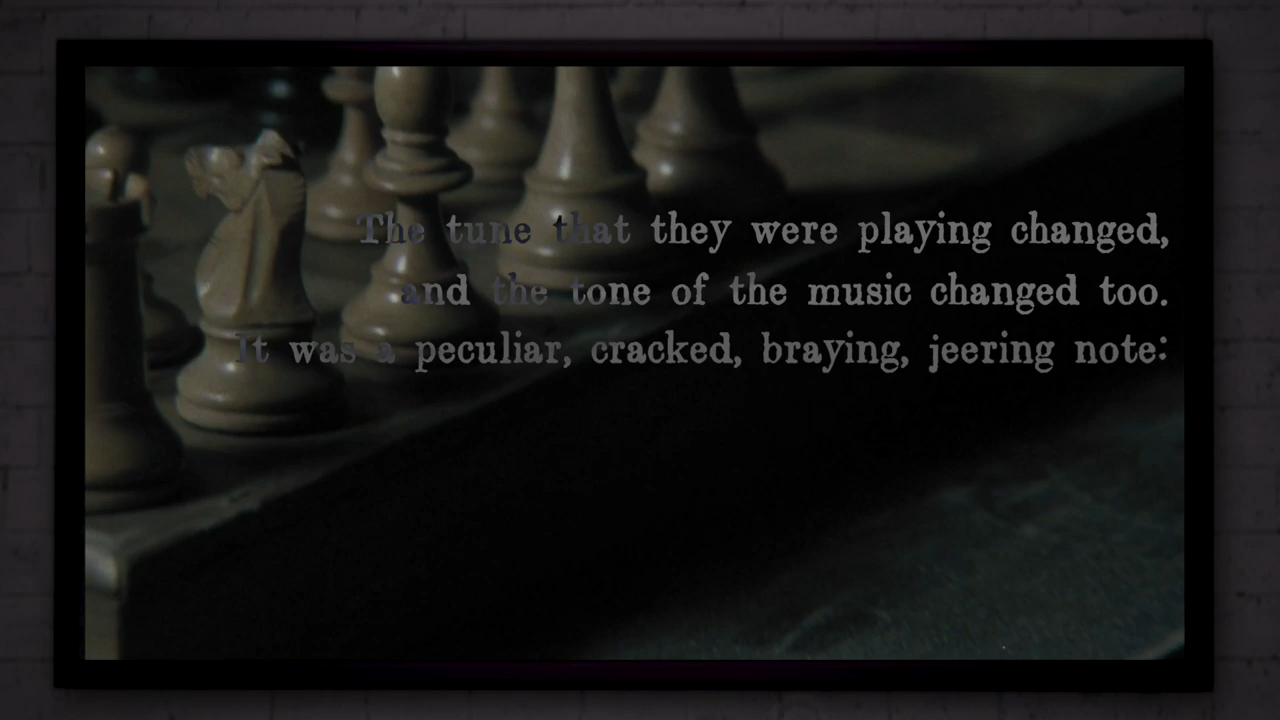 The tune that they were playing changed,
and the tone of the music changed too.
It was a peculiar, cracked, braying, jeering note: